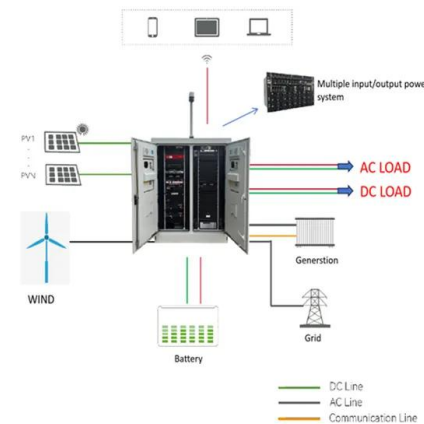 Multiple input/output power
system
PV1
PVN
AC LOAD
DC LOAD
WIND
Generstion
Grid
Battery
DC Line
AC Line
Communication Line